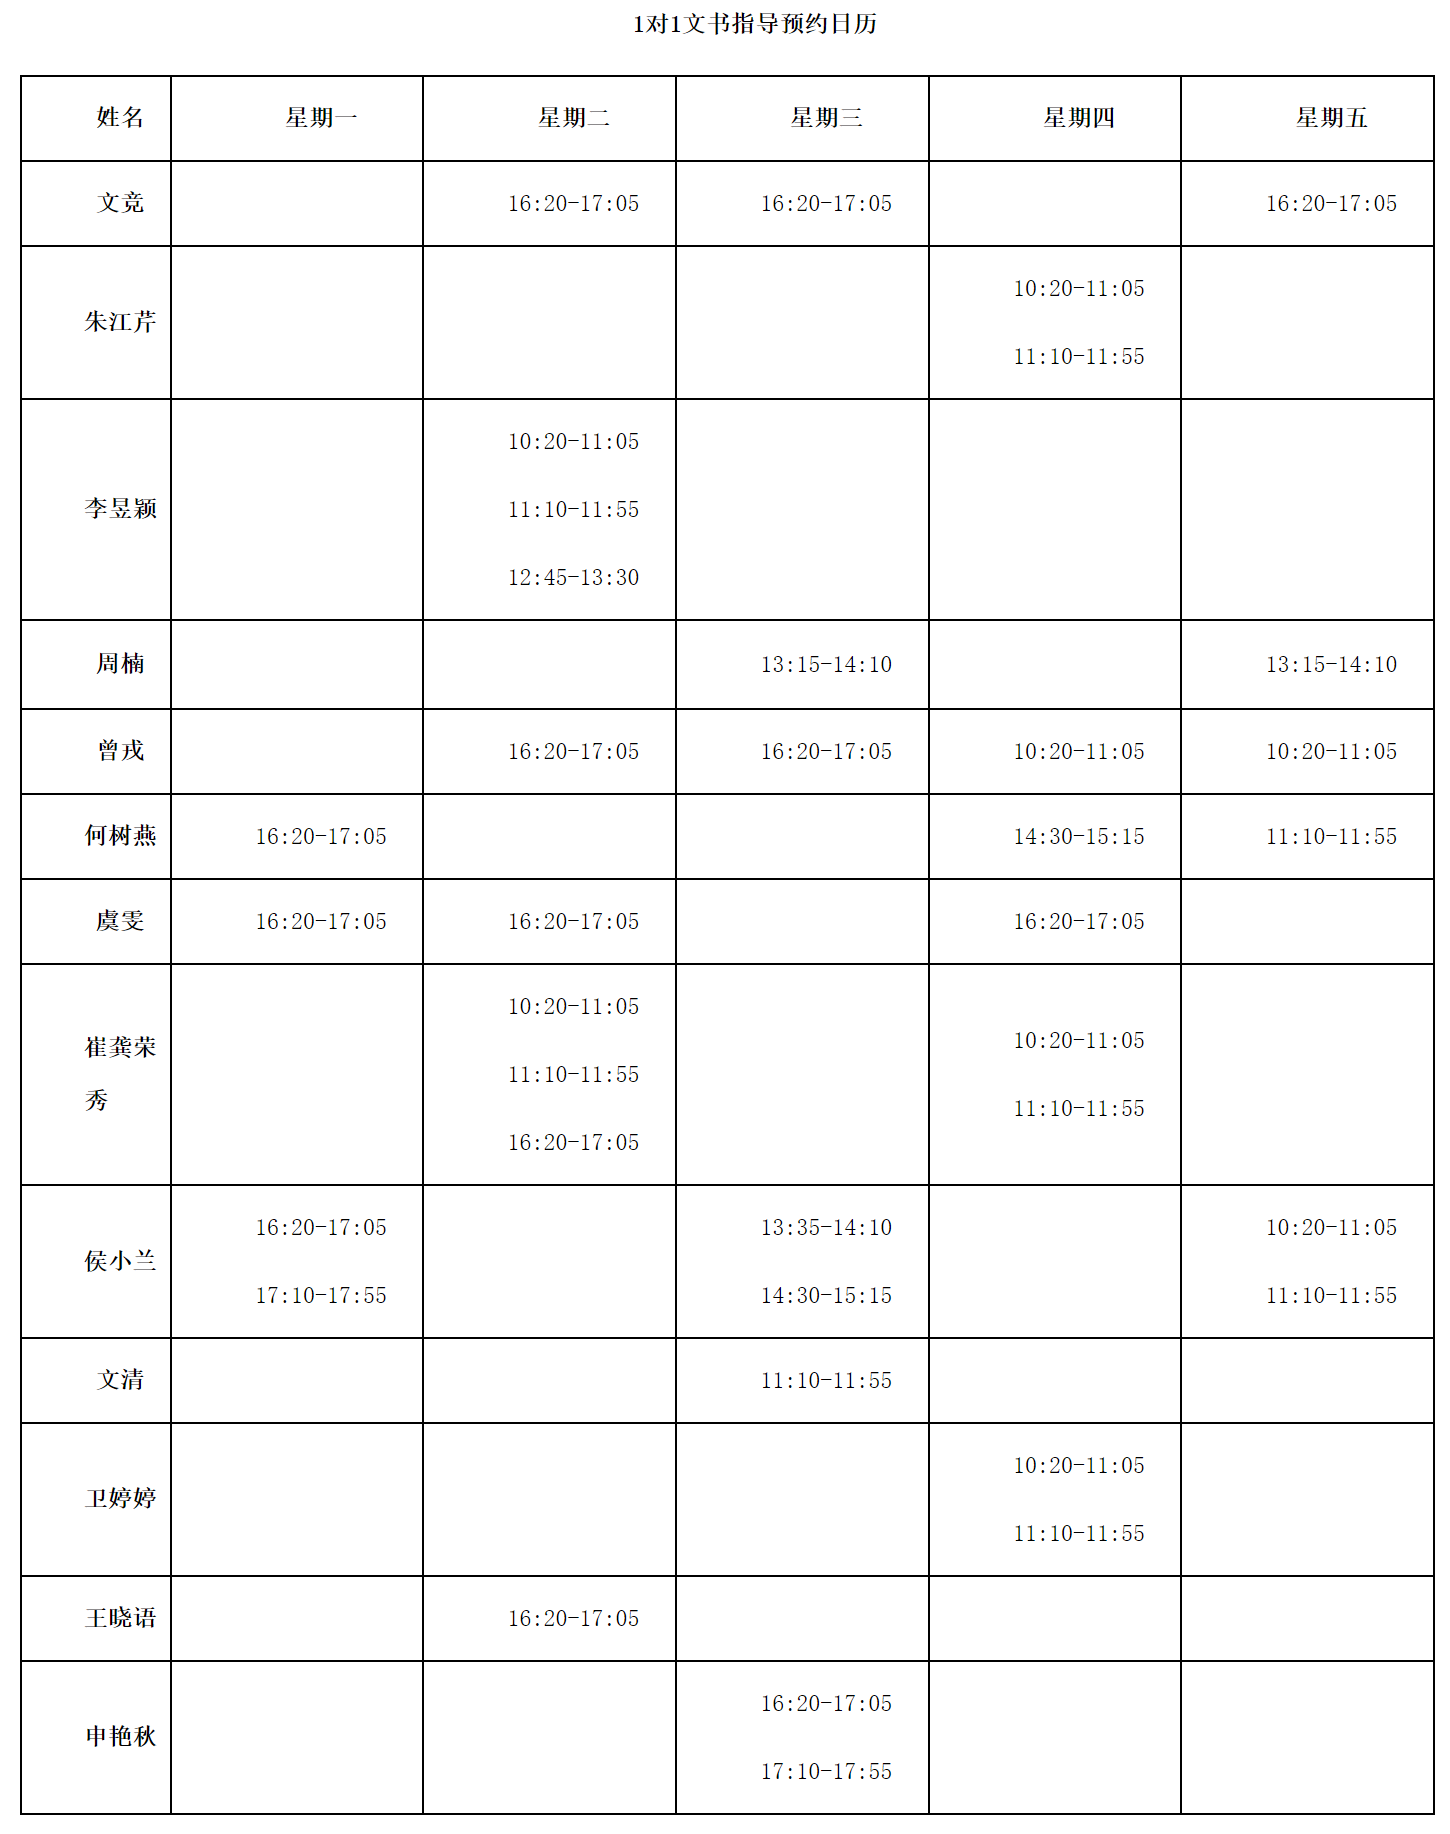 1对1文书指导预约日历
姓名 星期一 星期二 星期三 星期四 星期五
文竞 16:20-17:05 16:20-17:05 16:20-17:05
朱江芹 10:20-11:05
11:10-11:55
李昱颖 10:20-11:05
11:10-11:55
12:45-13:30
周楠 13:15-14:10 13:15-14:10
曾戎 16:20-17:05 16:20-17:05 10:20-11:05 10:20-11:05
何树燕 16:20-17:05 14:30-15:15 11:10-11:55
虞雯 16:20-17:05 16:20-17:05 16:20-17:05
崔龚荣
秀
10:20-11:05
11:10-11:55
16:20-17:05
10:20-11:05
11:10-11:55
侯小兰
16:20-17:05
17:10-17:55
13:35-14:10
14:30-15:15
10:20-11:05
11:10-11:55
文清 11:10-11:55
卫婷婷 10:20-11:05
11:10-11:55
王晓语 16:20-17:05
申艳秋 16:20-17:05
17:10-17:55